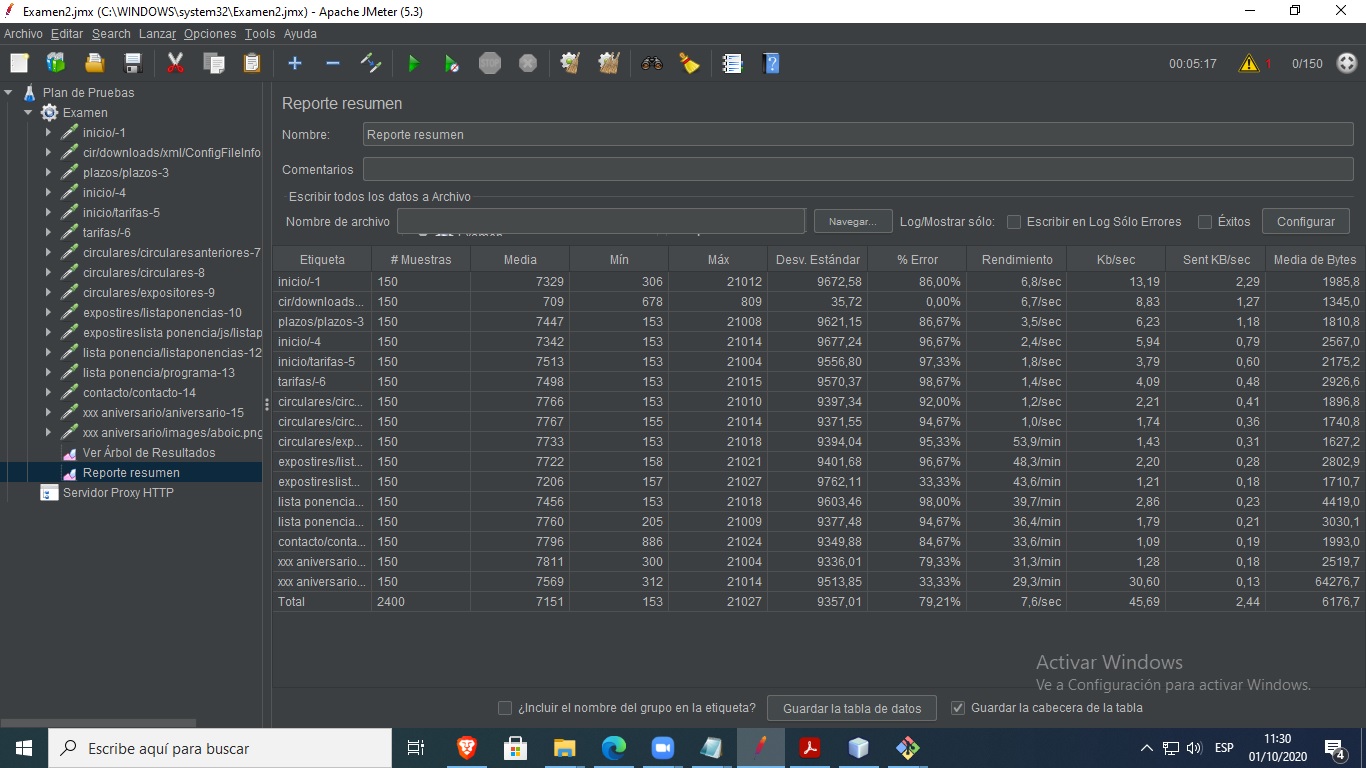 Examen2.jmx (C:\WINDOWS\system32\Examen2.jmx) - Apache JMeter (5.3)
Archivo Editar Search Lanzar Opciones Tools Ayuda
STOP 00:05:17 1 0/150
Plan de Pruebas
Examen
inicio/-1
cir/downloads/xml/ConfigFileInfo
plazos/plazos-3
inicio/-4
inicio/tarifas-5
tarifas/-6
circulares/circularesanteriores-7
circulares/circulares-8
circulares/expositores-9
expostires/listaponencias-10
expostireslista ponencia/js/listap
lista ponencia/listaponencias-12
lista ponencia/programa-13
contacto/contacto-14
xxx aniversario/aniversario-15
xxx aniversario/images/aboic.png
Ver Árbol de Resultados
Reporte resumen
Servidor Proxy HTTP
Reporte resumen
Nombre: Reporte resumen
Comentarios
Escribir todos los datos a Archivo
Nombre de archivo Navegar... Log/Mostrar sólo: Escribir en Log Sólo Errores Éxitos Configurar
Etiqueta # Muestras Media Mín Máx Desv. Estándar % Error Rendimiento Kb/sec Sent KB/sec Media de Bytes
inicio/-1 150 7329 306 21012 9672,58 86,00% 6,8/sec 13,19 2,29 1985,8
cir/downloads... 150 709 678 809 35,72 0,00% 6,7/sec 8,83 1,27 1345,0
plazos/plazos-3 150 7447 153 21008 9621,15 86,67% 3,5/sec 6,23 1,18 1810,8
inicio/-4 150 7342 153 21014 9677,24 96,67% 2,4/sec 5,94 0,79 2567,0
inicio/tarifas-5 150 7513 153 21004 9556,80 97,33% 1,8/sec 3,79 0,60 2175,2
tarifas/-6 150 7498 153 21015 9570,37 98,67% 1,4/sec 4,09 0,48 2926,6
circulares/circ... 150 7766 153 21010 9397,34 92,00% 1,2/sec 2,21 0,41 1896,8
circulares/circ... 150 7767 155 21014 9371,55 94,67% 1,0/sec 1,74 0,36 1740,8
circulares/exp... 150 7733 153 21018 9394,04 95,33% 53,9/min 1,43 0,31 1627,2
expostires/list... 150 7722 158 21021 9401,68 96,67% 48,3/min 2,20 0,28 2802,9
expostireslist... 150 7206 157 21027 9762,11 33,33% 43,6/min 1,21 0,18 1710,7
lista ponencia... 150 7456 153 21018 9603,46 98,00% 39,7/min 2,86 0,23 4419,0
lista ponencia... 150 7760 205 21009 9377,48 94,67% 36,4/min 1,79 0,21 3030,1
contacto/conta... 150 7796 886 21024 9349,88 84,67% 33,6/min 1,09 0,19 1993,0
xxx aniversario... 150 7811 300 21004 9336,01 79,33% 31,3/min 1,28 0,18 2519,7
xxx aniversario... 150 7569 312 21014 9513,85 33,33% 29,3/min 30,60 0,13 64276,7
Total 2400 7151 153 21027 9357,01 79,21% 7,6/sec 45,69 2,44 6176,7
Activar Windows
Ve a Configuración para activar Windows.
¿Incluir el nombre del grupo en la etiqueta? Guardar la tabla de datos Guardar la cabecera de la tabla
Escribe aquí para buscar
ESP
11:30
01/10/2020
4